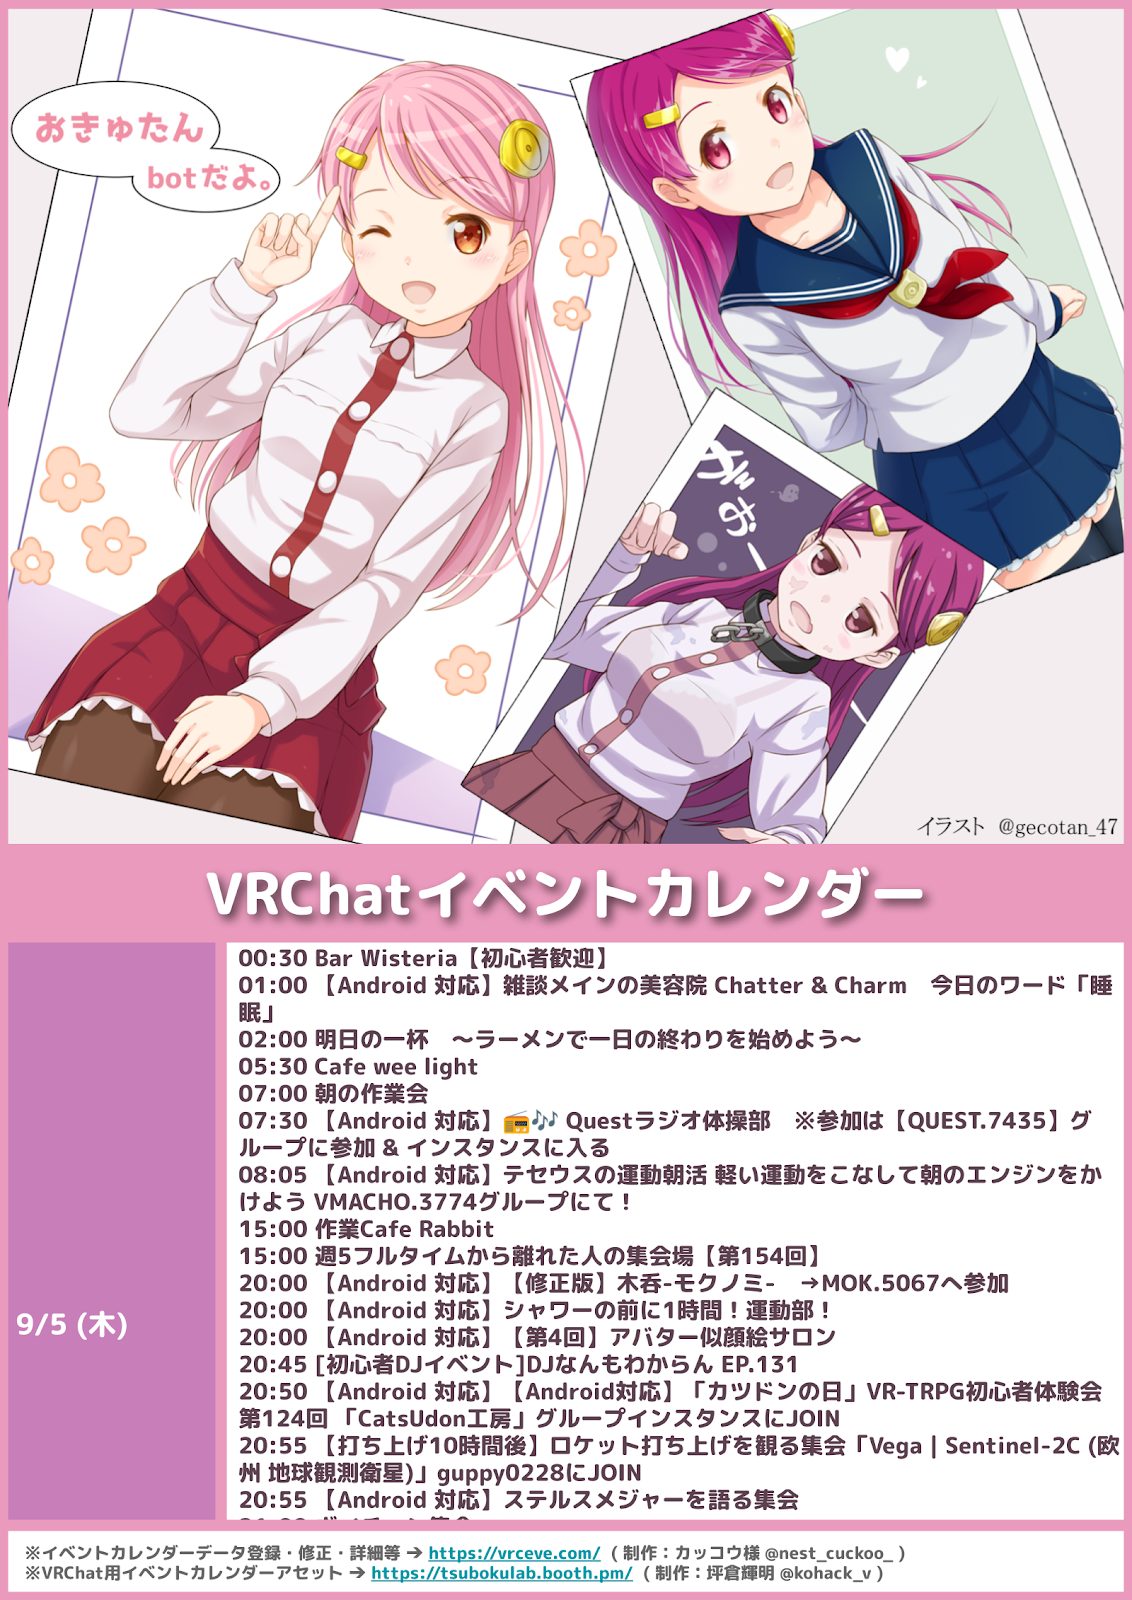 おきゅたん
botだよ。
がおー
イラスト @gecotan_47
VRChatイベントカレンダー
9/5 (木)
00:30 Bar Wisteria【初心者歓迎】
01:00 【Android 対応】雑談メインの美容院 Chatter & Charm　今日のワード「睡
眠」
02:00 明日の一杯　～ラーメンで一日の終わりを始めよう～
05:30 Cafe wee light
07:00 朝の作業会
07:30 【Android 対応】📻🎶 Questラジオ体操部　※参加は【QUEST.7435】グ
ループに参加 & インスタンスに入る
08:05 【Android 対応】テセウスの運動朝活 軽い運動をこなして朝のエンジンをか
けよう VMACHO.3774グループにて！
15:00 作業Cafe Rabbit
15:00 週5フルタイムから離れた人の集会場【第154回】
20:00 【Android 対応】【修正版】木呑-モクノミ-　→MOK.5067へ参加
20:00 【Android 対応】シャワーの前に1時間！運動部！
20:00 【Android 対応】【第4回】アバター似顔絵サロン
20:45 [初心者DJイベント]DJなんもわからん EP.131
20:50 【Android 対応】【Android対応】「カツドンの日」VR-TRPG初心者体験会
第124回 「CatsUdon工房」グループインスタンスにJOIN
20:55 【打ち上げ10時間後】ロケット打ち上げを観る集会「Vega | Sentinel-2C (欧
州 地球観測衛星)」guppy0228にJOIN
20:55 【Android 対応】ステルスメジャーを語る集会
※イベントカレンダーデータ登録・修正・詳細等 → https://vrceve.com/ ( 制作：カッコウ様 @nest_cuckoo_ )
※VRChat用イベントカレンダーアセット → https://tsubokulab.booth.pm/ ( 制作：坪倉輝明 @kohack_v )